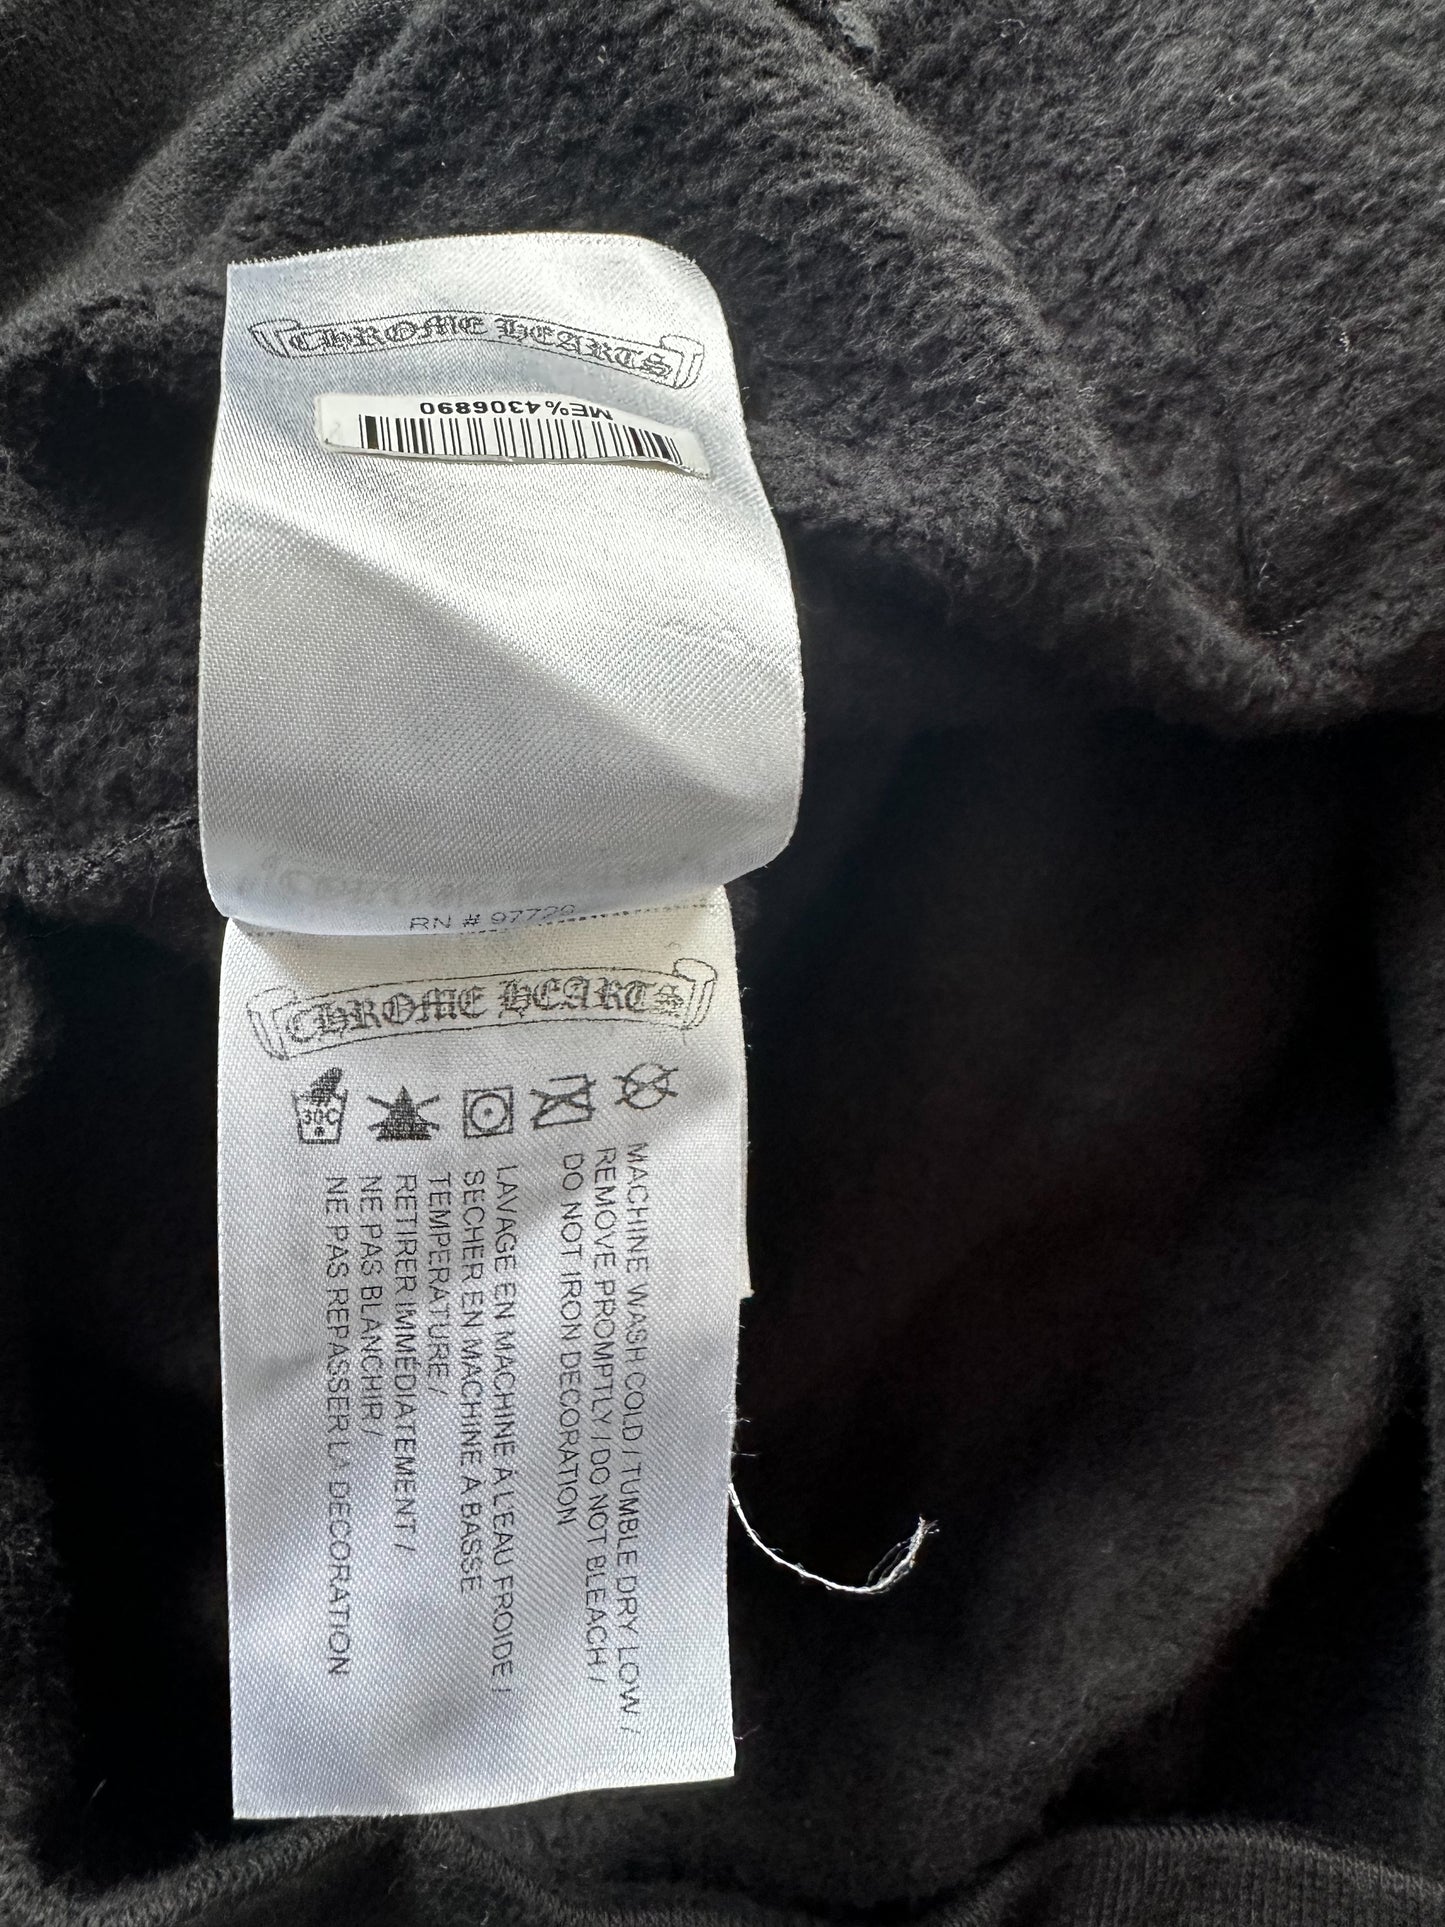 CHROME HEARTS
ME%4306890
RN # 97729
CHROME HEARTS
30C
MACHINE WASH COLD / TUMBLE DRY LOW /
REMOVE PROMPTLY / DO NOT BLEACH /
DO NOT IRON DECORATION
LAVAGE EN MACHINE À L'EAU FROIDE /
SECHER EN MACHINE A BASSE
TEMPERATURE /
RETIRER IMMÉDIATEMENT /
NE PAS BLANCHIR /
NE PAS REPASSER LA DECORATION